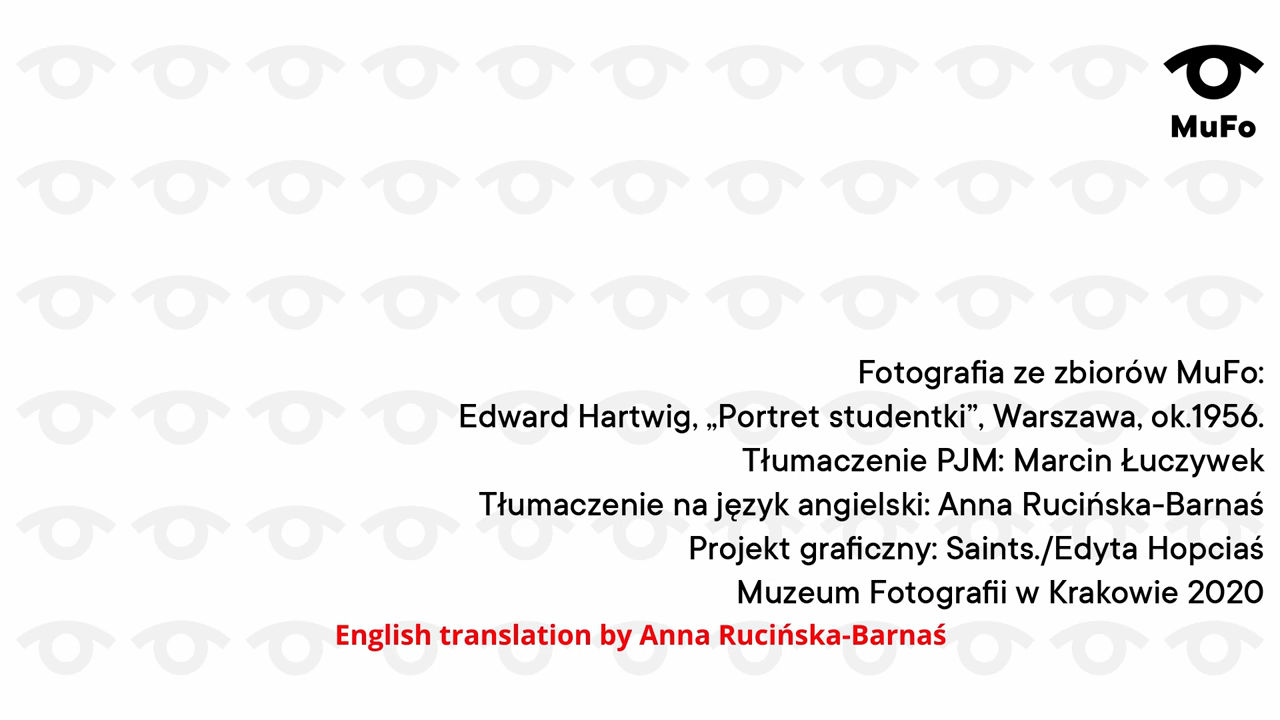 MuFo
Fotografia ze zbiorów MuFo:
Edward Hartwig, „Portret studentki”, Warszawa, ok.1956.
Tłumaczenie PJM: Marcin Łuczywek
Tłumaczenie na język angielski: Anna Rucińska-Barnaś
Projekt graficzny: Saints./Edyta Hopciaś
Muzeum Fotografii w Krakowie 2020
English translation by Anna Rucińska-Barnaś